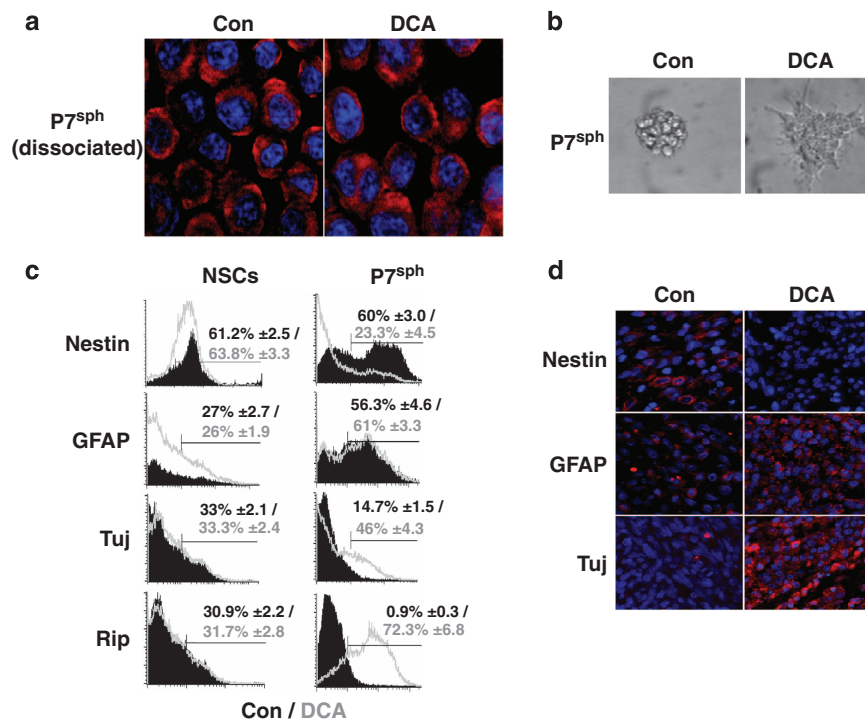 a
Con
DCA
P7sph
(dissociated)
b
Con
DCA
P7sph
c
NSCs
P7sph
Nestin
61.2% ±2.5 /
63.8% ±3.3
60% ±3.0 /
23.3% ±4.5
GFAP
27% ±2.7 /
26% ±1.9
56.3% ±4.6 /
61% ±3.3
Tuj
33% ±2.1 /
33.3% ±2.4
14.7% ±1.5 /
46% ±4.3
Rip
30.9% ±2.2 /
31.7% ±2.8
0.9% ±0.3 /
72.3% ±6.8
Con / DCA
d
Con
DCA
Nestin
GFAP
Tuj